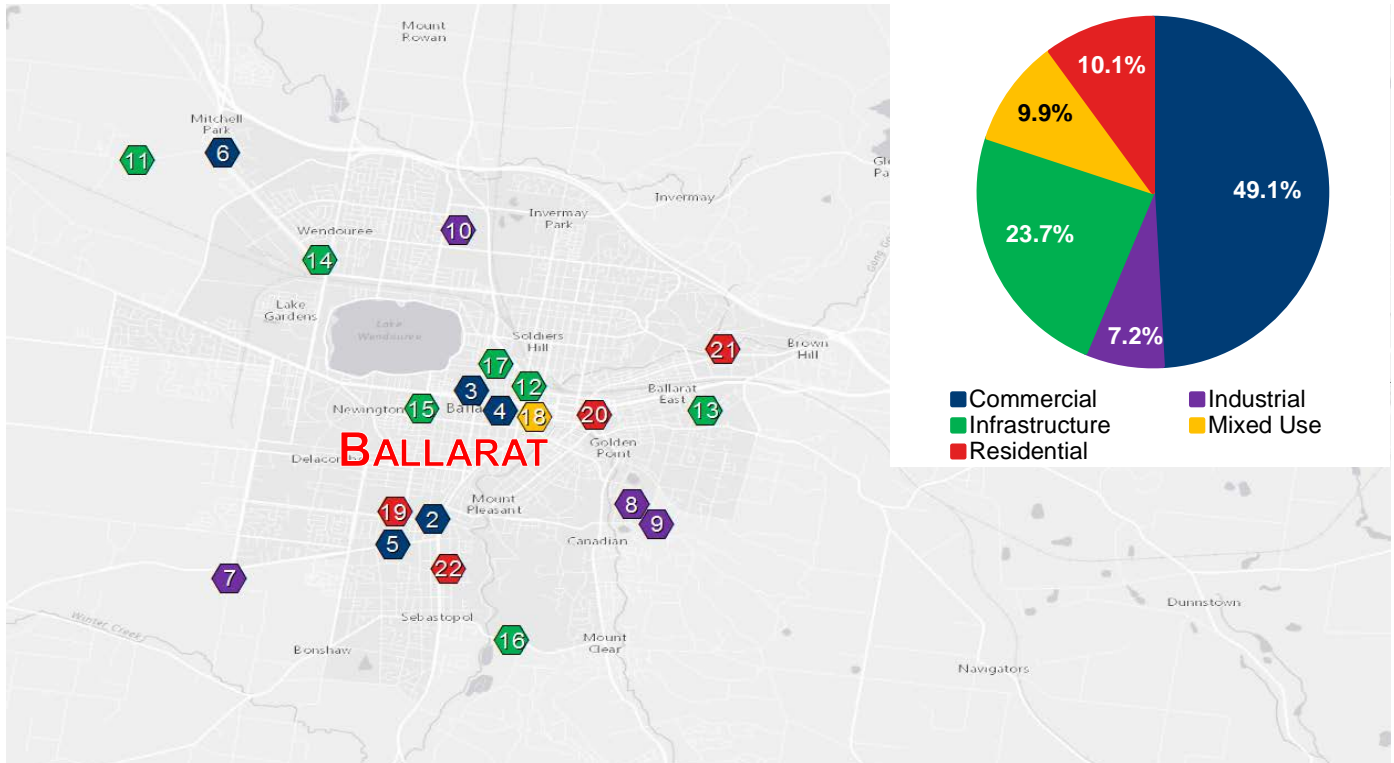 Mount
Rowan
Mitchell
Park
11
6
Invermay
Invermay
Park
10
Wendouree
14
Lake
Gardens
Lake
Wendouree
Soldiers
Hill
21
Brown
Hill
17
3
12
Ballarat
East
13
Newington
15
4
18
20
Golden
Point
BALLARAT
Mount
Pleasant
19
2
8
9
5
Canadian
22
7
Sebastopol
16
Mount
Clear
Bonshaw
Winter Creek
Dunnstown
Navigators
10.1%
9.9%
49.1%
23.7%
7.2%
Commercial
Industrial
Infrastructure
Mixed Use
Residential